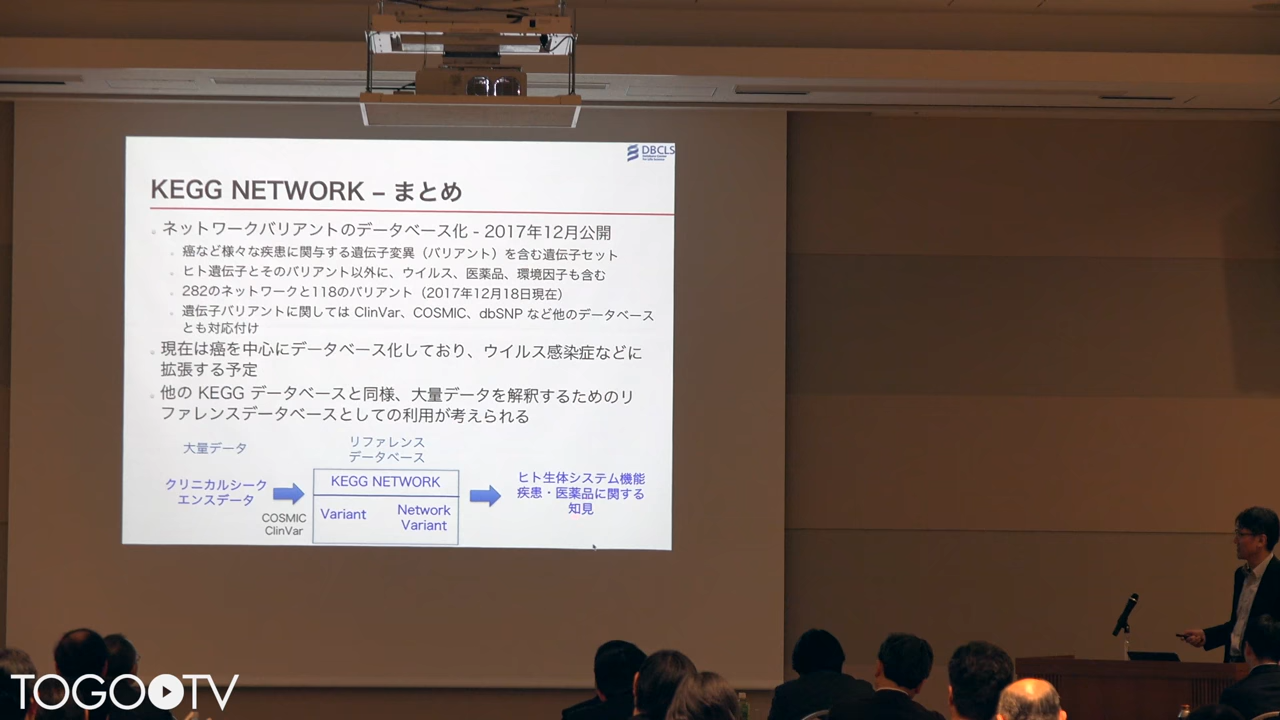 DBCLS
KEGG NETWORK – まとめ
ネットワークバリアントのデータベース化 - 2017年12月公開
癌など様々な疾患に関与する遺伝子変異（バリアント）を含む遺伝子セット
ヒト遺伝子とそのバリアント以外に、ウイルス、医薬品、環境因子も含む
282のネットワークと118のバリアント（2017年12月18日現在）
遺伝子バリアントに関しては ClinVar、COSMIC、dbSNP など他のデータベース
とも対応付け
現在は癌を中心にデータベース化しており、ウイルス感染症などに
拡張する予定
他の KEGG データベースと同様、大量データを解釈するためのリ
ファレンスデータベースとしての利用が考えられる
大量データ
リファレンス
データベース
クリニカルシーク
エンスデータ
COSMIC
ClinVar
KEGG NETWORK
Variant
Network
Variant
ヒト生体システム機能
疾患・医薬品に関する
知見
TOGO TV